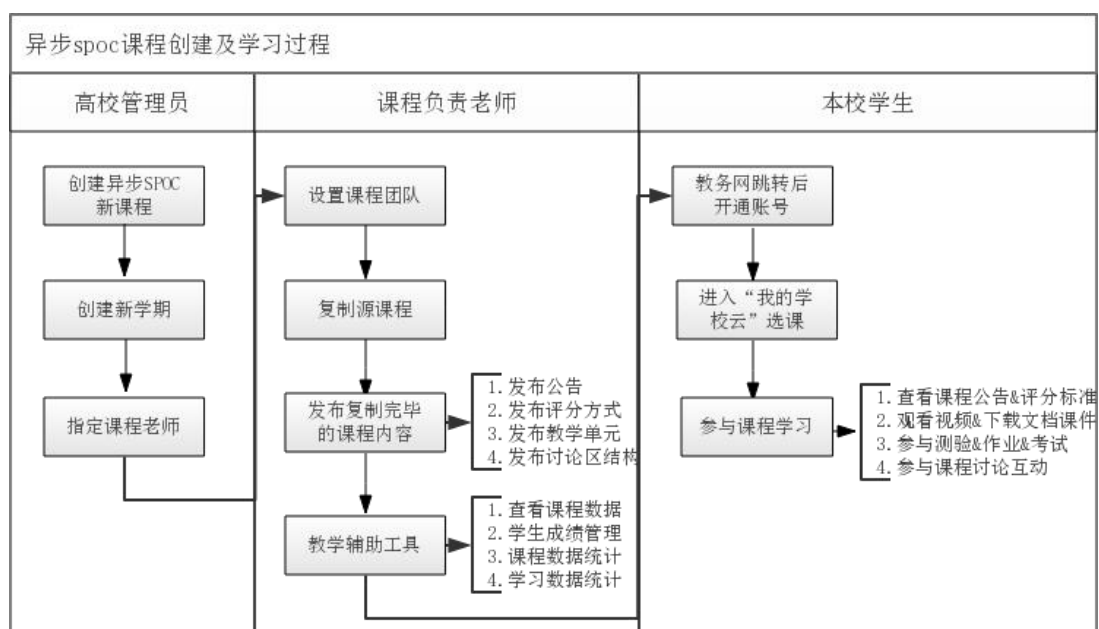 异步spoc课程创建及学习过程
高校管理员
课程负责老师
本校学生
创建异步SPOC
新课程
创建新学期
指定课程老师
设置课程团队
复制源课程
发布复制完毕
的课程内容
1. 发布公告
2. 发布评分方式
3. 发布教学单元
4. 发布讨论区结构
教学辅助工具
1. 查看课程数据
2. 学生成绩管理
3. 课程数据统计
4. 学习数据统计
教务网跳转后
开通账号
进入“我的学
校云”选课
参与课程学习
1. 查看课程公告&评分标准
2. 观看视频&下载文档课件
3. 参与测验&作业&考试
4. 参与课程讨论互动